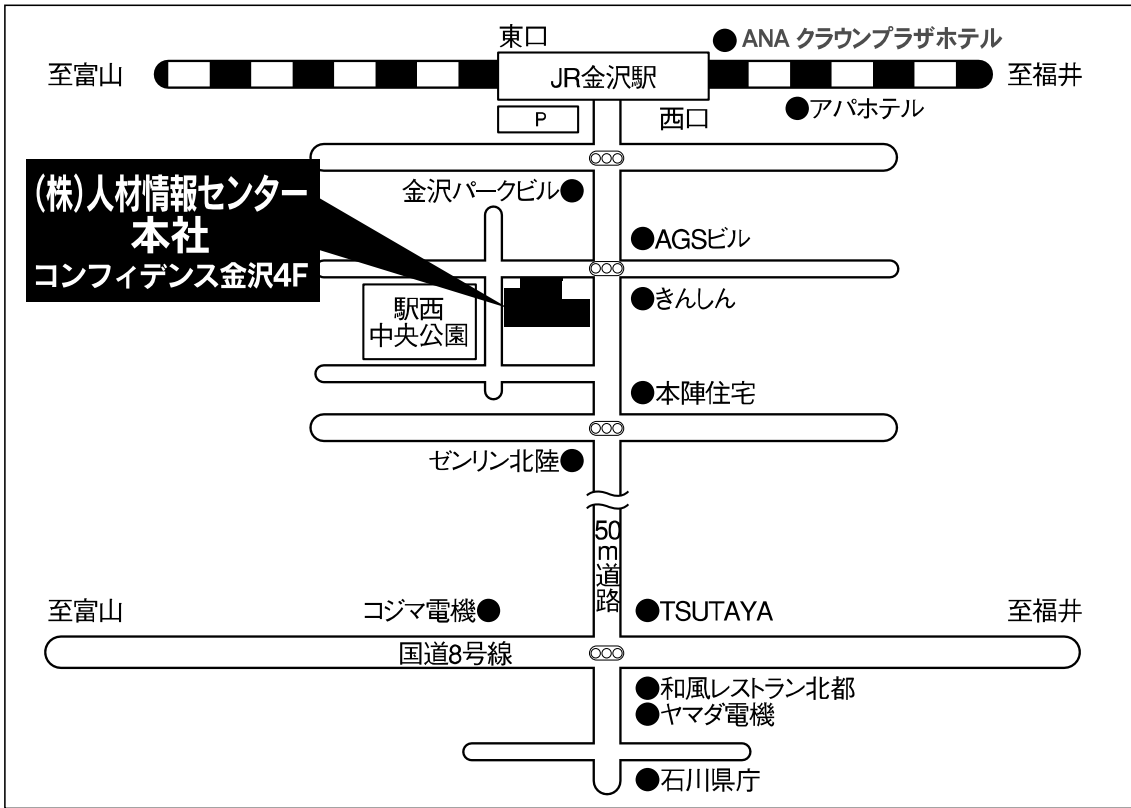 東口
ANA クラウンプラザホテル
至富山
JR金沢駅
至福井
アパホテル
P
西口
(株)人材情報センター
本社
コンフィデンス金沢4F
金沢パークビル
AGSビル
きんしん
駅西
中央公園
本陣住宅
ゼンリン北陸
50m道路
至富山
コジマ電機
TSUTAYA
至福井
国道8号線
和風レストラン北都
ヤマダ電機
石川県庁